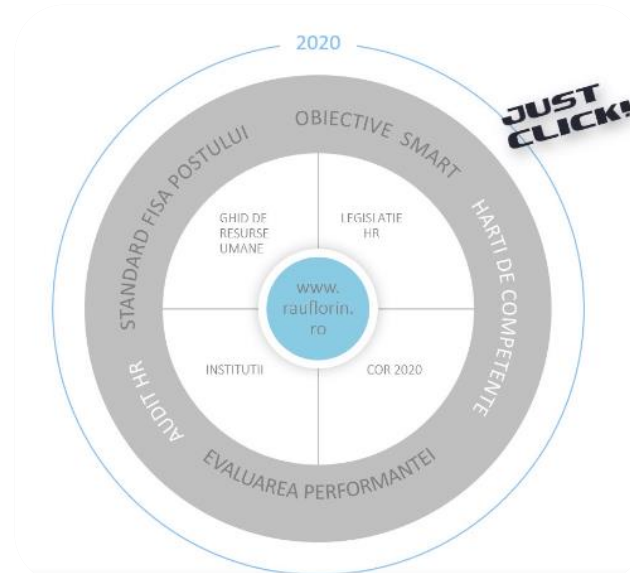 2020
JUST
CLICK!
OBIECTIVE SMART
STANDARD FISA POSTULUI
HARTI DE COMPETENTE
GHID DE
RESURSE
UMANE
LEGISLATIE
HR
www.
rauflorin.
ro
INSTITUTII
COR 2020
AUDIT HR
EVALUAREA PERFORMANTEI